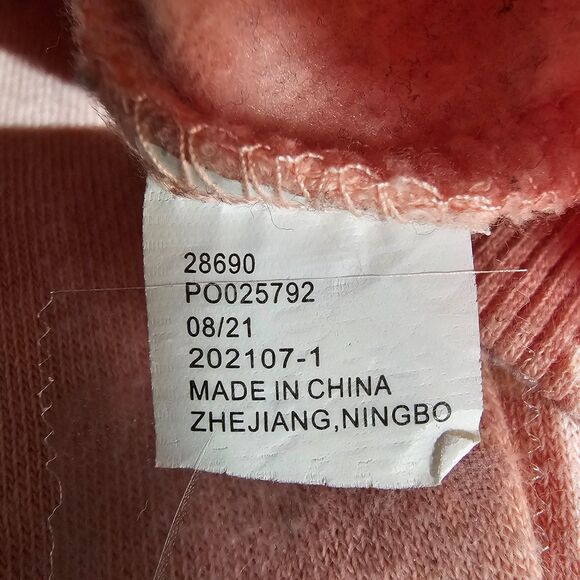 28690
PO025792
08/21
202107-1
MADE IN CHINA
ZHEJIANG,NINGBO